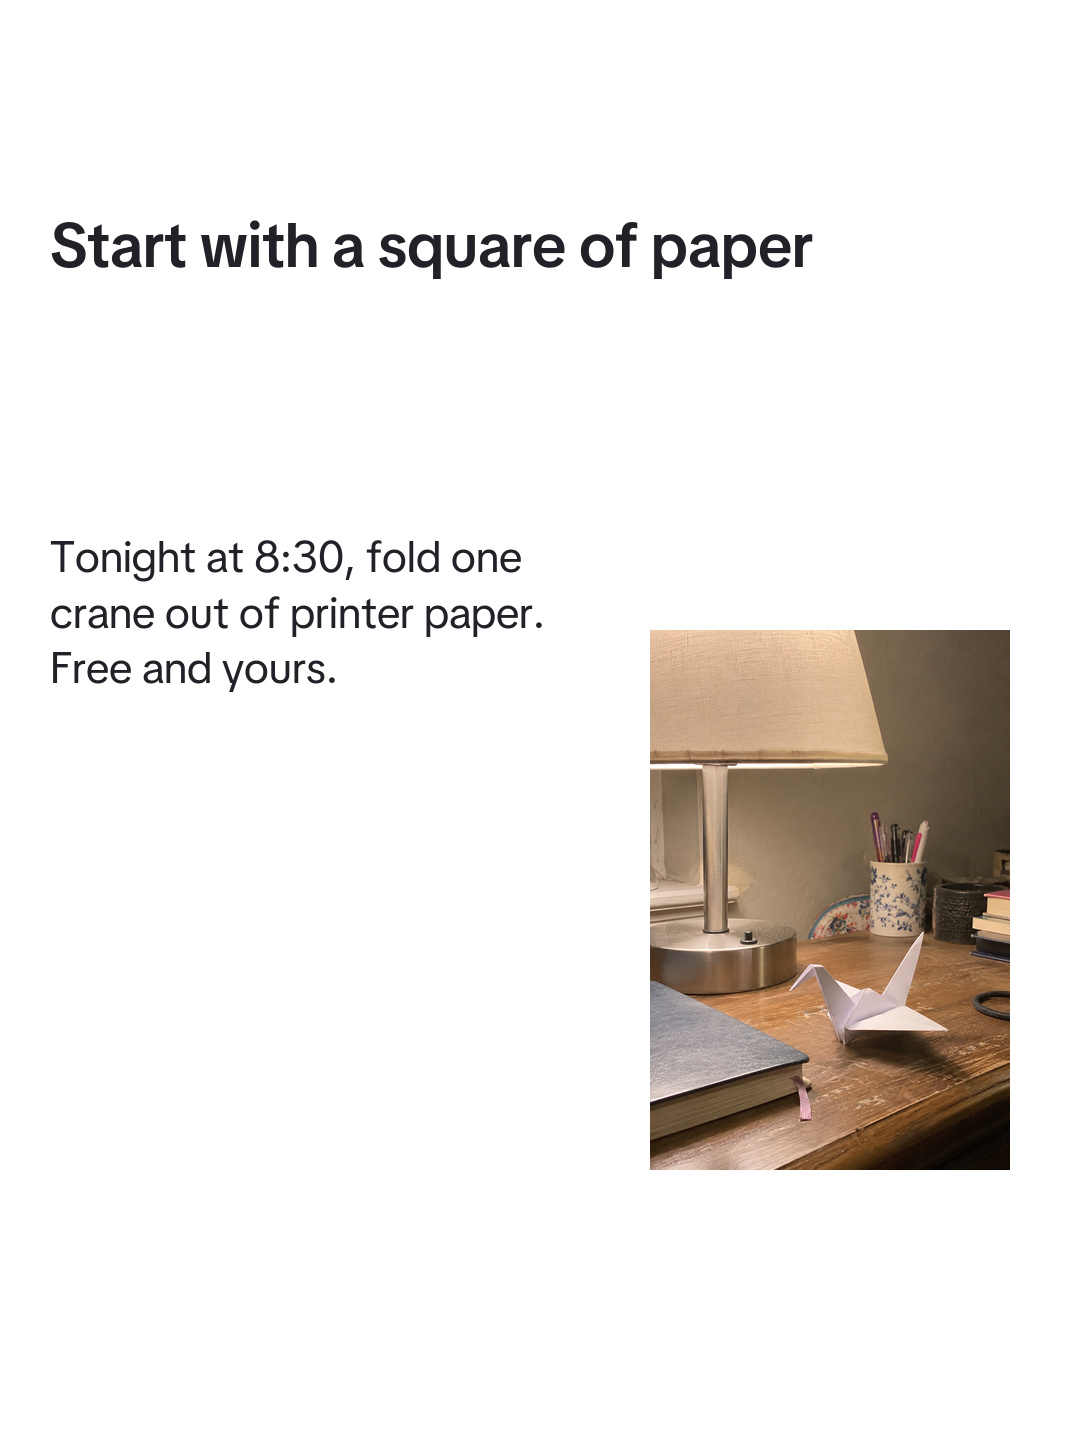 Start with a square of paper
Tonight at 8:30, fold one
crane out of printer paper.
Free and yours.